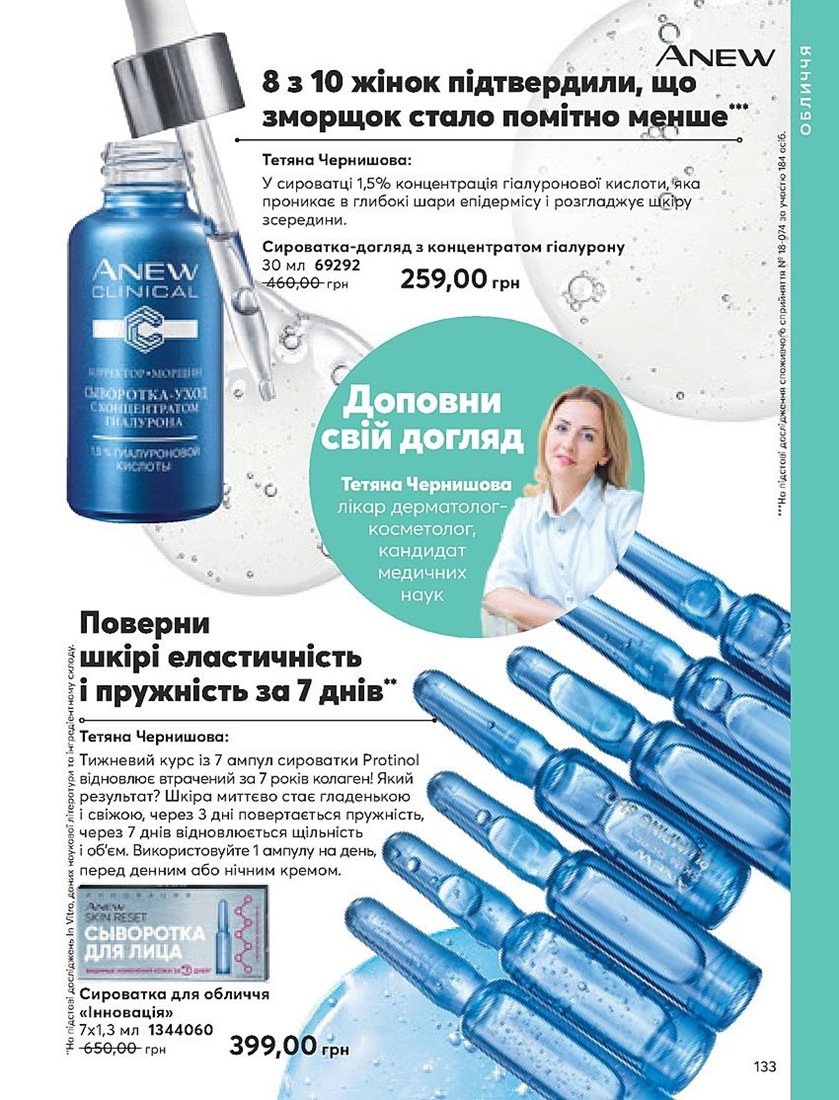 ANEW
ОБЛИЧЧЯ
8 з 10 жінок підтвердили, що
зморщок стало помітно менше***
Тетяна Чернишова:
У сироватці 1,5% концентрація гіалуронової кислоти, яка
проникає в глибокі шари епідермісу і розгладжує шкіру
зсередини.
Сироватка-догляд з концентратом гіалурону
30 мл 69292
460,00 грн 259,00 грн
ANEW
CLINICAL
КОРРЕКТОР•МОРЩИН
СЫВОРОТКА-УХОД
С КОНЦЕНТРАТОМ
ГИАЛУРОНА
1,5 % ГИАЛУРОНОВОЙ
КИСЛОТЫ
***На підставі дослідження споживчого сприйняття № 18-074 за участю 184 осіб.
Доповни
свій догляд
Тетяна Чернишова
лікар дерматолог-
косметолог,
кандидат
медичних
наук
Поверни
шкірі еластичність
і пружність за 7 днів**
Тетяна Чернишова:
Тижневий курс із 7 ампул сироватки Protinol
відновлює втрачений за 7 років колаген! Який
результат? Шкіра миттєво стає гладенькою
і свіжою, через 3 дні повертається пружність,
через 7 днів відновлюється щільність
і об’єм. Використовуйте 1 ампулу на день,
перед денним або нічним кремом.
ИННОВАЦИЯ
ANEW
SKIN RESET
СЫВОРОТКА
ДЛЯ ЛИЦА
Сироватка для обличчя
«Інновація»
7х1,3 мл 1344060
650,00 грн 399,00 грн
**На підставі досліджень In Vitro, даних наукової літератури та інгредієнтному складу.
133